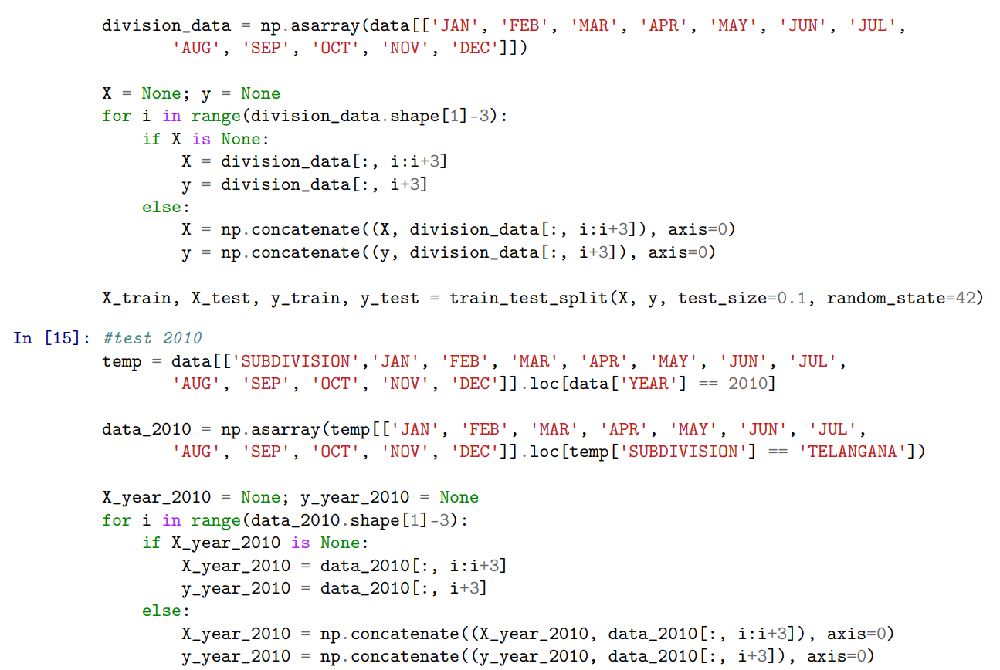 division_data = np.asarray(data[['JAN', 'FEB', 'MAR', 'APR', 'MAY', 'JUN', 'JUL',
       'AUG', 'SEP', 'OCT', 'NOV', 'DEC']])

X = None; y = None
for i in range(division_data.shape[1]-3):
    if X is None:
        X = division_data[:, i:i+3]
        y = division_data[:, i+3]
    else:
        X = np.concatenate((X, division_data[:, i:i+3]), axis=0)
        y = np.concatenate((y, division_data[:, i+3]), axis=0)

X_train, X_test, y_train, y_test = train_test_split(X, y, test_size=0.1, random_state=42)
In [15]: #test 2010
temp = data[['SUBDIVISION','JAN', 'FEB', 'MAR', 'APR', 'MAY', 'JUN', 'JUL',
       'AUG', 'SEP', 'OCT', 'NOV', 'DEC']].loc[data['YEAR'] == 2010]

data_2010 = np.asarray(temp[['JAN', 'FEB', 'MAR', 'APR', 'MAY', 'JUN', 'JUL',
       'AUG', 'SEP', 'OCT', 'NOV', 'DEC']].loc[temp['SUBDIVISION'] == 'TELANGANA'])

X_year_2010 = None; y_year_2010 = None
for i in range(data_2010.shape[1]-3):
    if X_year_2010 is None:
        X_year_2010 = data_2010[:, i:i+3]
        y_year_2010 = data_2010[:, i+3]
    else:
        X_year_2010 = np.concatenate((X_year_2010, data_2010[:, i:i+3]), axis=0)
        y_year_2010 = np.concatenate((y_year_2010, data_2010[:, i+3]), axis=0)